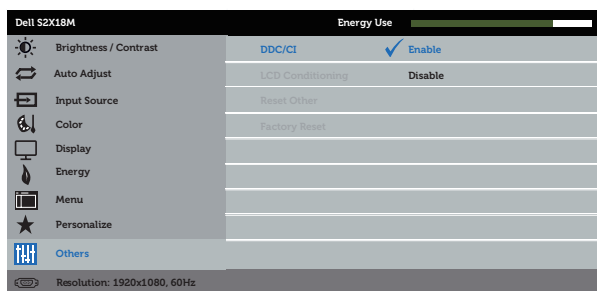 Dell S2X18M Energy Use
Brightness / Contrast
DDC/CI Enable
Auto Adjust
LCD Conditioning Disable
Input Source
Reset Other
Color
Factory Reset
Display
Energy
Menu
Personalize
Others
Resolution: 1920x1080, 60Hz